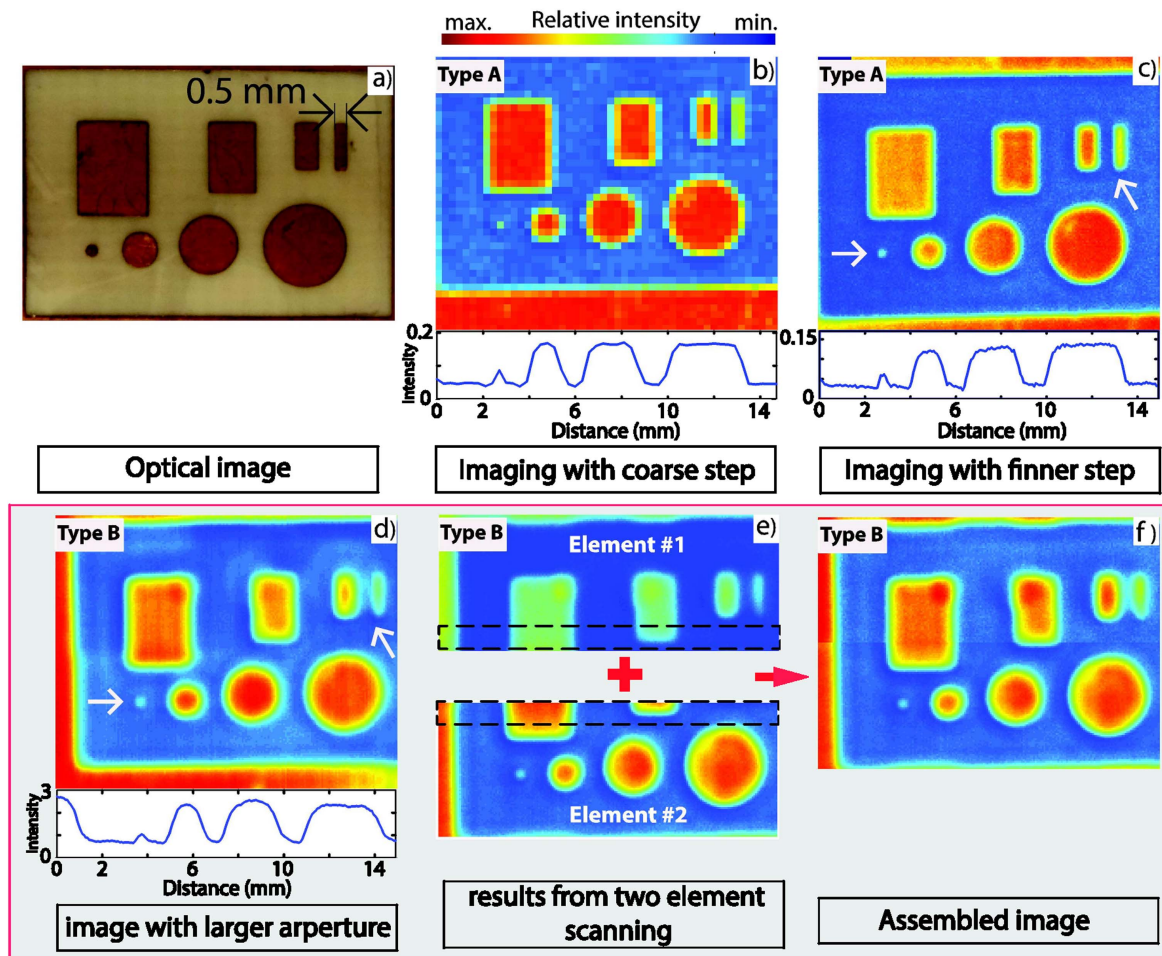 max. Relative intensity min.
a)
0.5 mm
Type A b)
Type A c)
0.2
0
Intensity
0 2 6 10 14
Distance (mm)
0.15
0
0 2 6 10 14
Distance (mm)
Optical image
Imaging with coarse step
Imaging with finner step
Type B d)
3
0
Intensity
0 2 6 10 14
Distance (mm)
image with larger arperture
Type B e)
Element #1
+
Element #2
results from two element
scanning
Type B f)
Assembled image